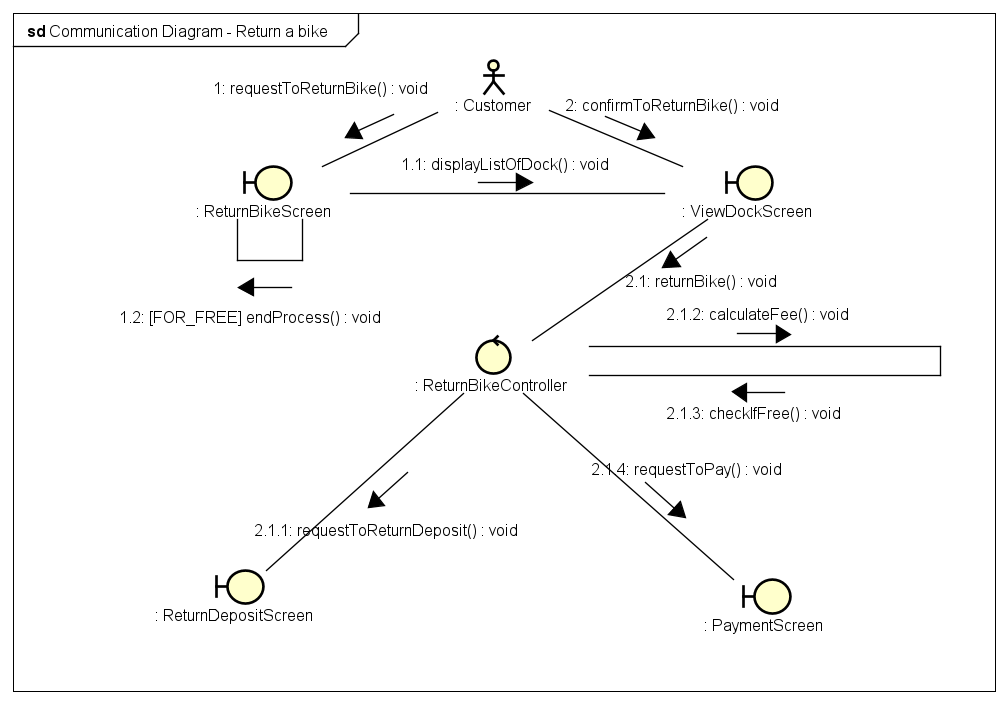 sd Communication Diagram - Return a bike
1: requestToReturnBike() : void
: Customer
2: confirmToReturnBike() : void
1.1: displayListOfDock() : void
: ReturnBikeScreen
: ViewDockScreen
2.1: returnBike() : void
1.2: [FOR_FREE] endProcess() : void
2.1.2: calculateFee() : void
: ReturnBikeController
2.1.3: checkIfFree() : void
2.1.4: requestToPay() : void
2.1.1: requestToReturnDeposit() : void
: ReturnDepositScreen
: PaymentScreen